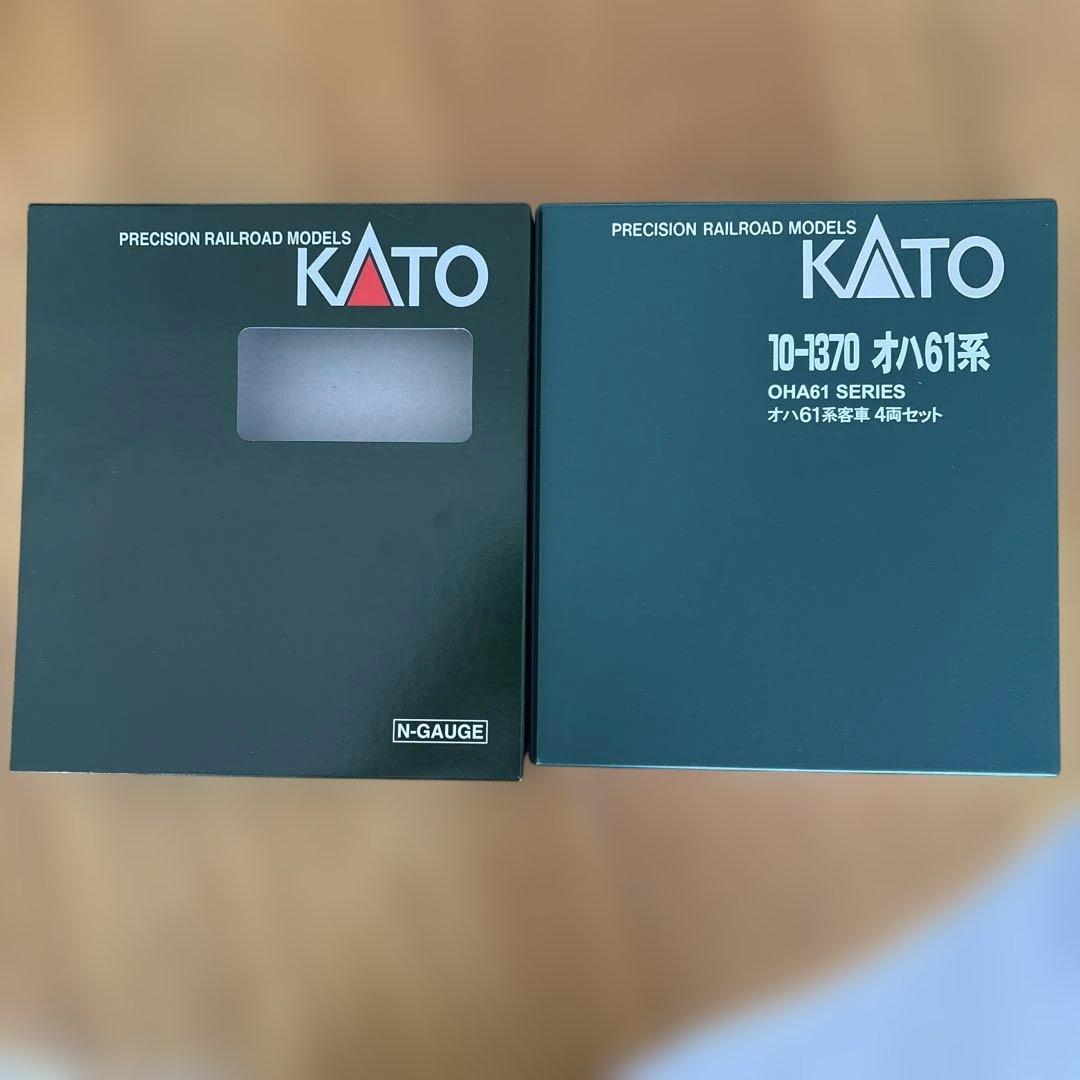 PRECISION RAILROAD MODELS
KATO
N-GAUGE
PRECISION RAILROAD MODELS
KATO
10-1370 オハ61系
OHA61 SERIES
オハ61系客車 4両セット